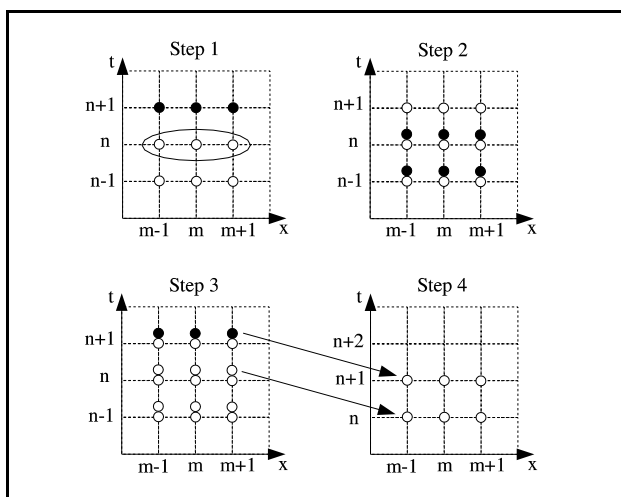 Step 1
t
n+1
n
n-1
m-1 m m+1 x
Step 2
t
n+1
n
n-1
m-1 m m+1 x
Step 3
t
n+1
n
n-1
m-1 m m+1 x
Step 4
t
n+2
n+1
n
m-1 m m+1 x